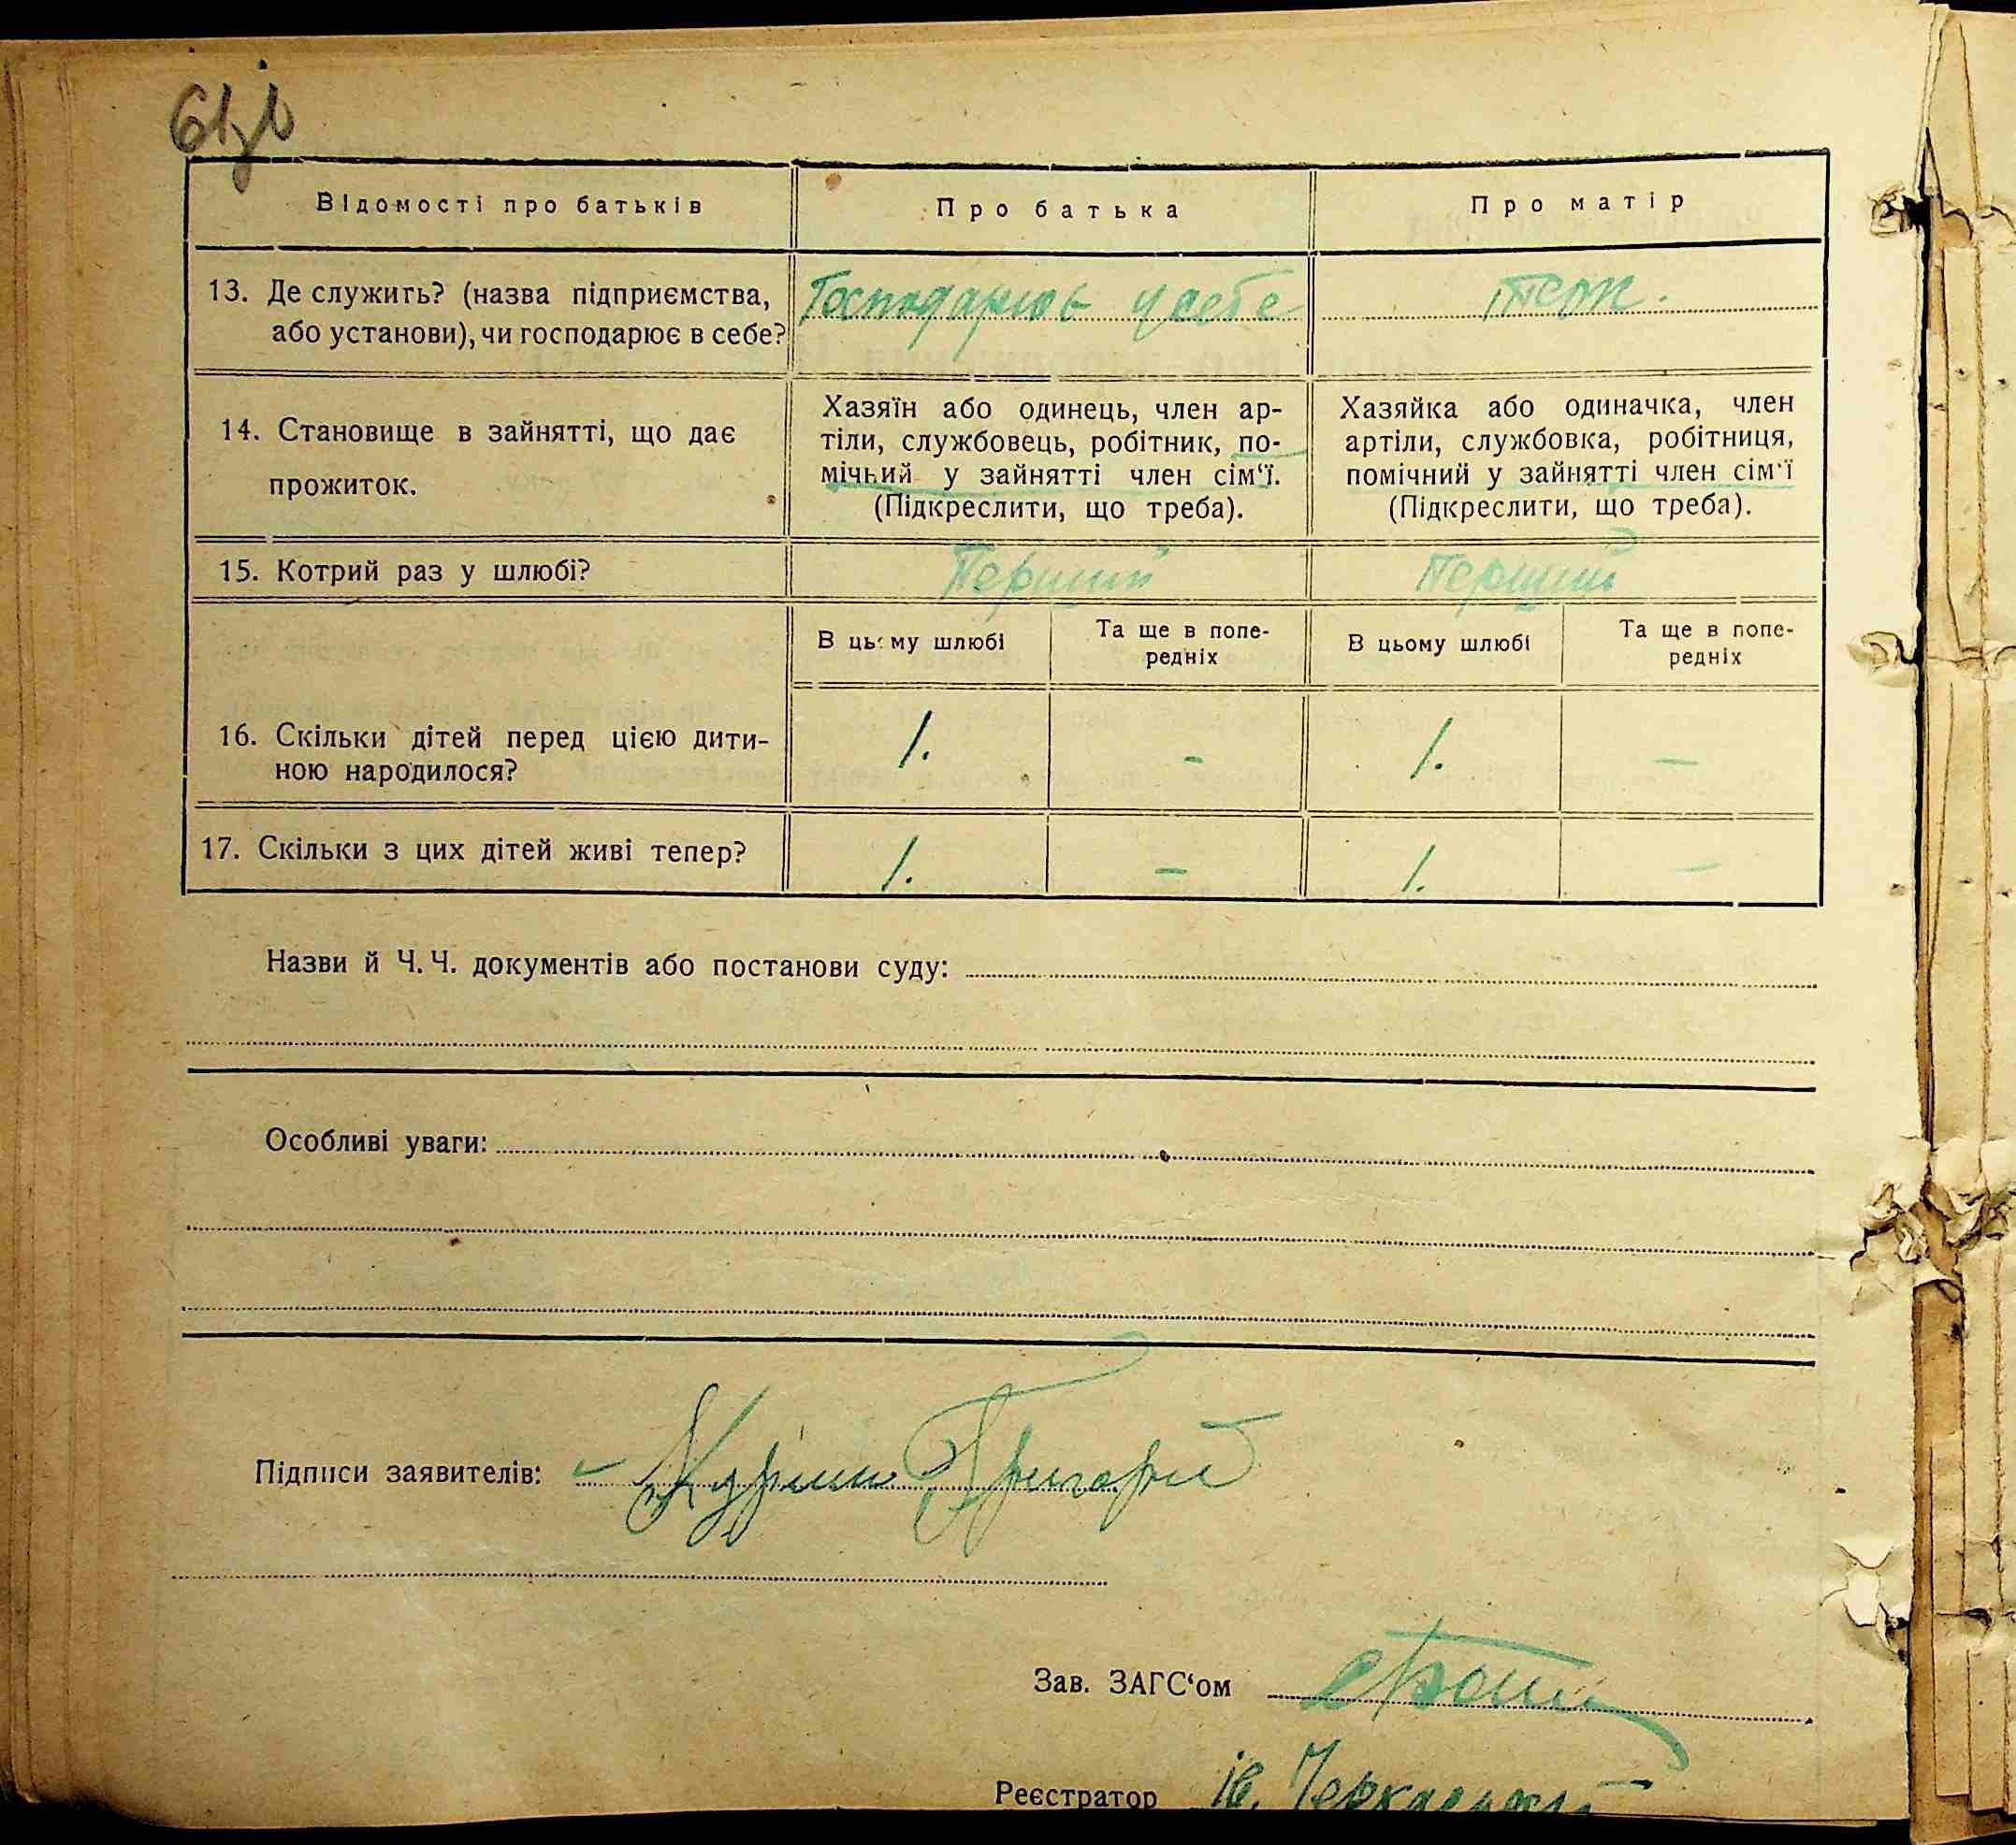 Відомості про батьків
Про батька
Про матір
13. Де служить? (назва підприємства,
або установи), чи господарює в себе?
Господарює у себе
14. Становище в зайнятті, що дає
прожиток.
Хазяїн або одинець, член ар-
тіли, службовець, робітник, по-
мічний у зайнятті член сім‘ї.
(Підкреслити, що треба).
Хазяйка або одиначка, член
артіли, службовка, робітниця,
помічний у зайнятті член сім‘ї
(Підкреслити, що треба).
15. Котрий раз у шлюбі?
Перший
Перший
В цьому шлюбі
Та ще в попе-
редніх
В цьому шлюбі
Та ще в попе-
редніх
16. Скільки дітей перед цією дити-
ною народилося?
1. - 1. —
17. Скільки з цих дітей живі тепер?
1. — 1. —
Назви й Ч.Ч. документів або постанови суду:
Особливі уваги:
Підписи заявителів: Григорій
Зав. ЗАГС‘ом
Реєстратор Ів.